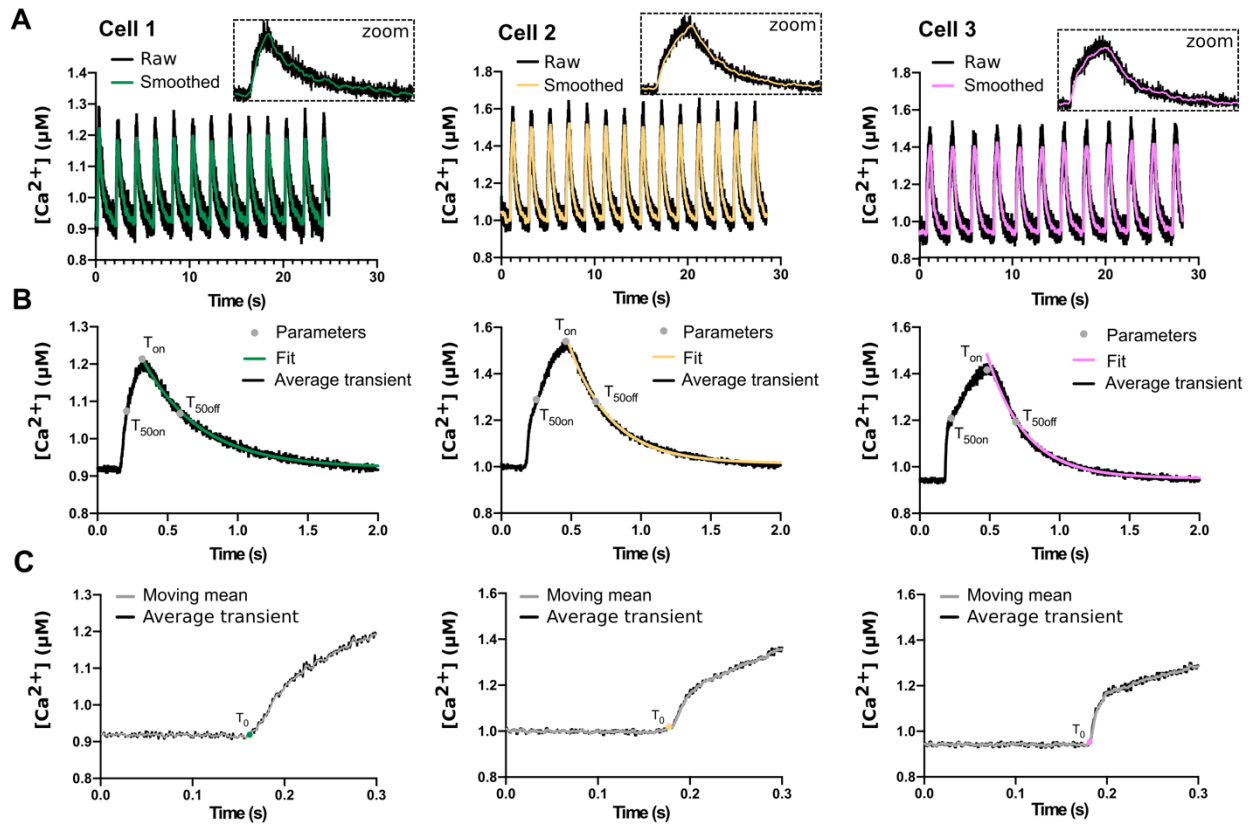 A
Cell 1
Raw
Smoothed
zoom
[Ca2+] (μM)
1.4
1.3
1.2
1.1
1.0
0.9
0.8
0
10
20
30
Time (s)
Cell 2
Raw
Smoothed
zoom
[Ca2+] (μM)
1.8
1.6
1.4
1.2
1.0
0.8
0
10
20
30
Time (s)
Cell 3
Raw
Smoothed
zoom
[Ca2+] (μM)
1.8
1.6
1.4
1.2
1.0
0.8
0
10
20
30
Time (s)
B
[Ca2+] (μM)
1.3
1.2
1.1
1.0
0.9
0.8
Ton
T50on
T50off
Parameters
Fit
Average transient
0.0
0.5
1.0
1.5
2.0
Time (s)
[Ca2+] (μM)
1.6
1.4
1.2
1.0
0.8
Ton
T50on
T50off
Parameters
Fit
Average transient
0.0
0.5
1.0
1.5
2.0
Time (s)
[Ca2+] (μM)
1.6
1.4
1.2
1.0
0.8
Ton
T50on
T50off
Parameters
Fit
Average transient
0.0
0.5
1.0
1.5
2.0
Time (s)
C
[Ca2+] (μM)
1.3
1.2
1.1
1.0
0.9
0.8
Moving mean
Average transient
T0
0.0
0.1
0.2
0.3
Time (s)
[Ca2+] (μM)
1.6
1.4
1.2
1.0
0.8
Moving mean
Average transient
T0
0.0
0.1
0.2
0.3
Time (s)
[Ca2+] (μM)
1.6
1.4
1.2
1.0
0.8
Moving mean
Average transient
T0
0.0
0.1
0.2
0.3
Time (s)